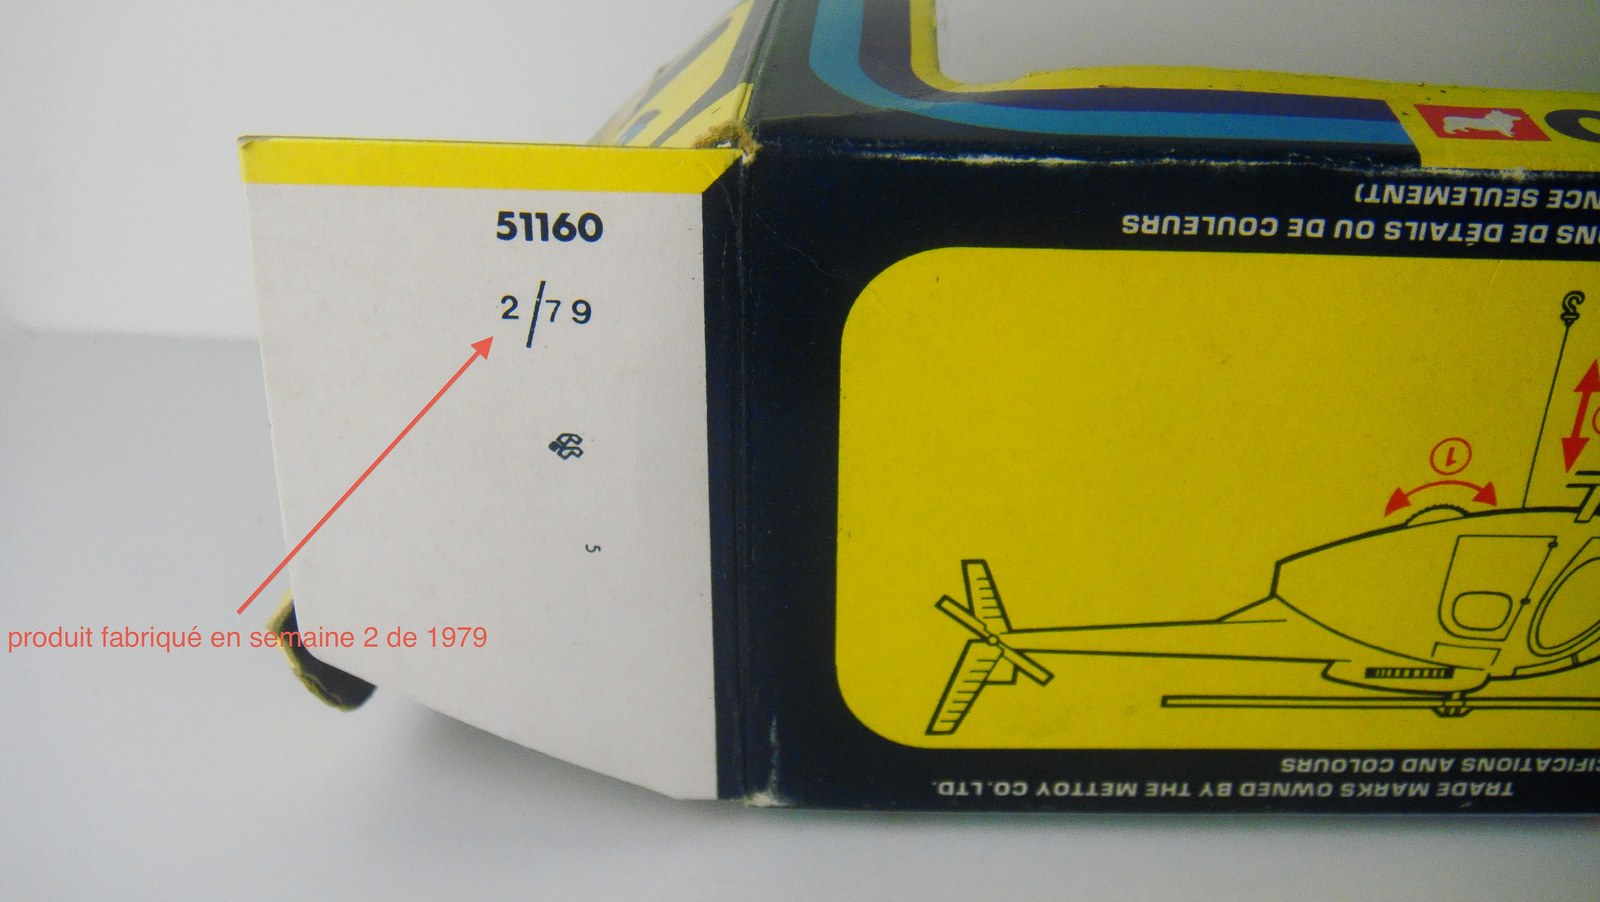 51160
2/79
5
produit fabriqué en semaine 2 de 1979
NCE SEULEMENT)
NS DE DÉTAILS OU DE COULEURS
1
CIFICATIONS AND COLOURS
TRADE MARKS OWNED BY THE METTOY CO.LTD.